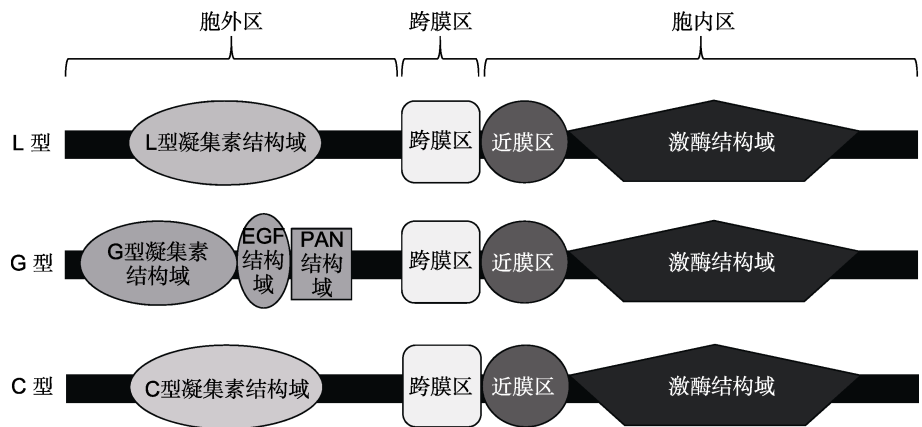 胞外区 跨膜区 胞内区
L 型 L型凝集素结构域 跨膜区 近膜区 激酶结构域
G 型
G型凝集素
结构域
EGF
结构
域
PAN
结构
域
跨膜区 近膜区 激酶结构域
C 型 C型凝集素结构域 跨膜区 近膜区 激酶结构域